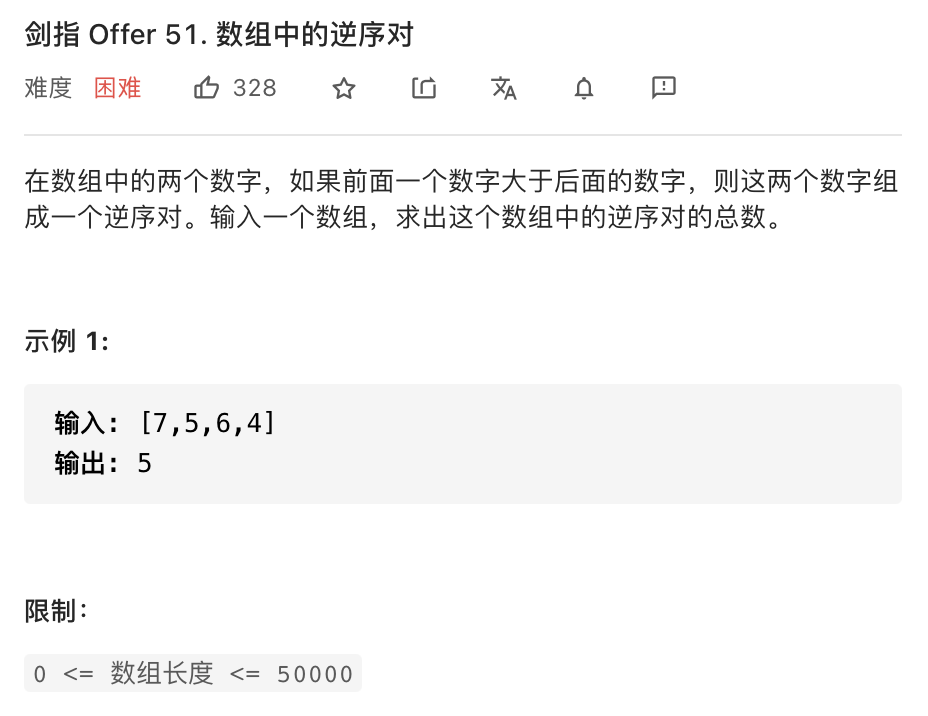 剑指 Offer 51. 数组中的逆序对
难度 困难 328
在数组中的两个数字，如果前面一个数字大于后面的数字，则这两个数字组
成一个逆序对。输入一个数组，求出这个数组中的逆序对的总数。
示例 1:
输入: [7,5,6,4]
输出: 5
限制：
0 <= 数组长度 <= 50000